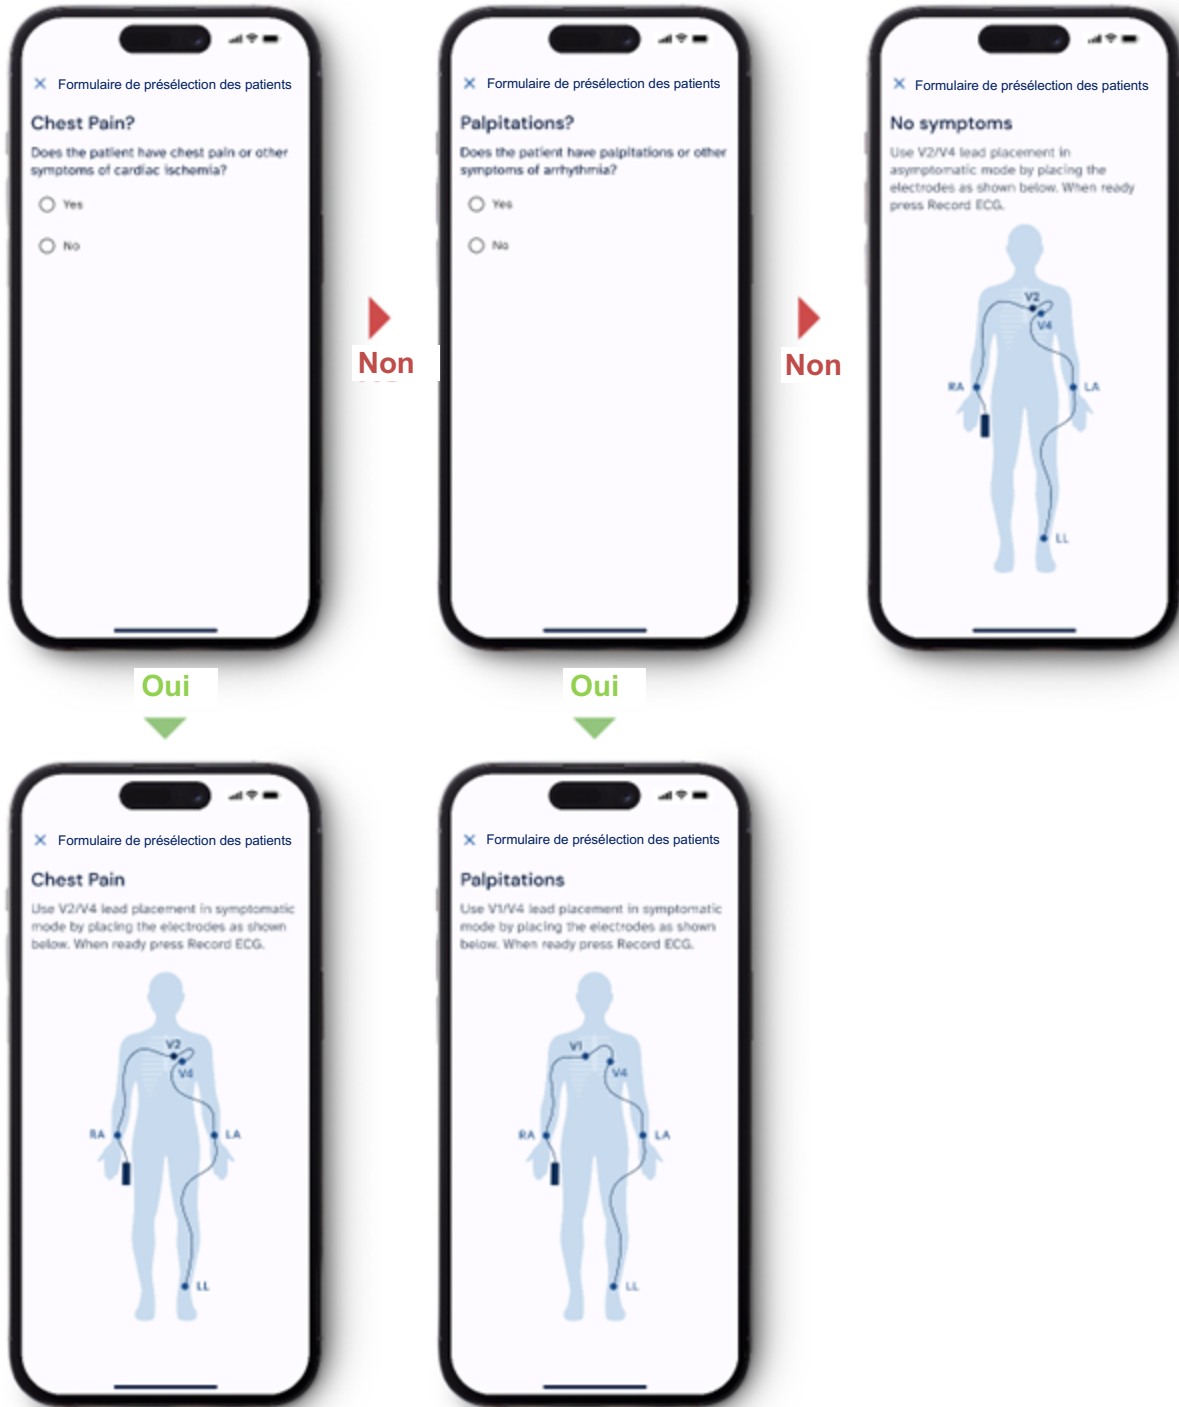 Formulaire de présélection des patients
Chest Pain?
Does the patient have chest pain or other
symptoms of cardiac ischemia?
Yes
No
Non
Formulaire de présélection des patients
Palpitations?
Does the patient have palpitations or other
symptoms of arrhythmia?
Yes
No
Non
Formulaire de présélection des patients
No symptoms
Use V2/V4 lead placement in
asymptomatic mode by placing the
electrodes as shown below. When ready
press Record ECG.
V2
V4
RA
LA
LL
Oui
Oui
Formulaire de présélection des patients
Chest Pain
Use V2/V4 lead placement in symptomatic
mode by placing the electrodes as shown
below. When ready press Record ECG.
V2
V4
RA
LA
LL
Formulaire de présélection des patients
Palpitations
Use V1/V4 lead placement in symptomatic
mode by placing the electrodes as shown
below. When ready press Record ECG.
V1
V4
RA
LA
LL